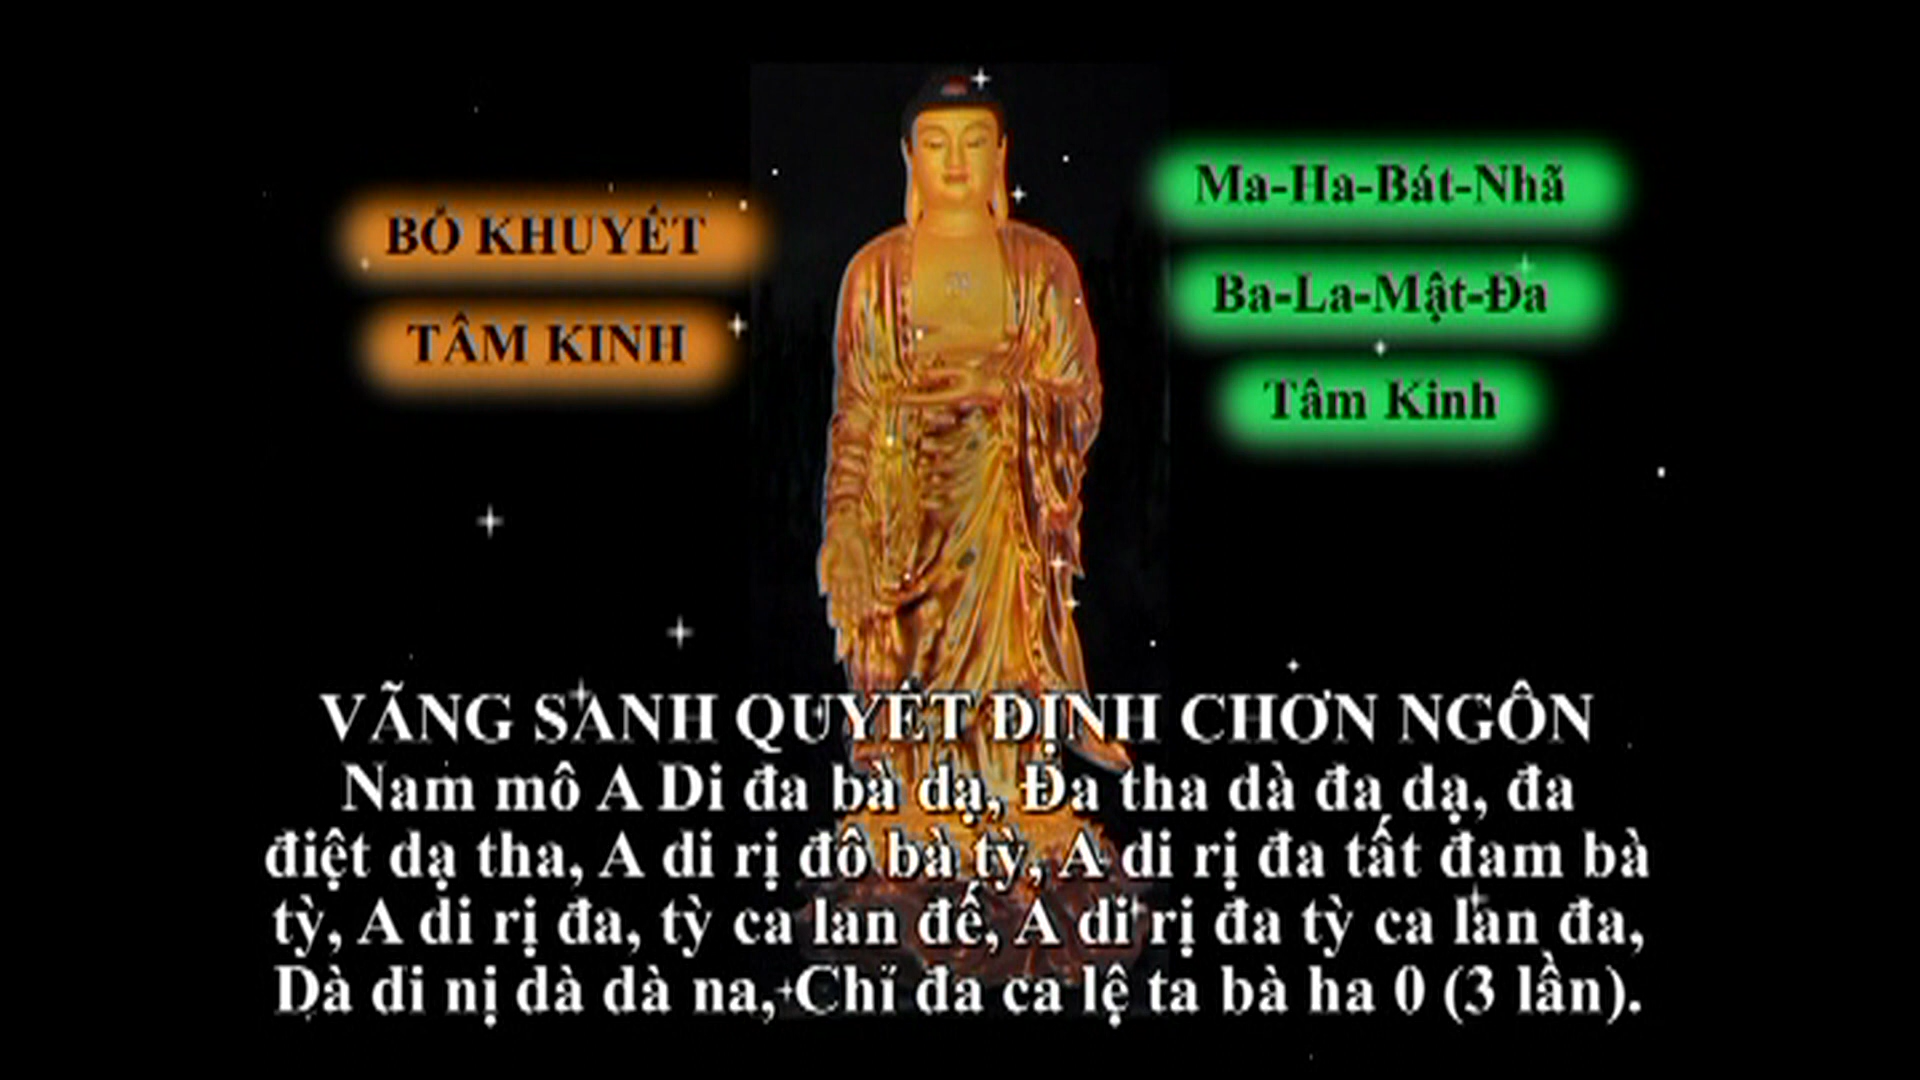 BỔ KHUYẾT
TÂM KINH
Ma-Ha-Bát-Nhã
Ba-La-Mật-Đa
Tâm Kinh
VÃNG SANH QUYẾT ĐỊNH CHƠN NGÔN
Nam mô A Di đa bà dạ, Đa tha dà đa dạ, đa
điệt dạ tha, A di rị đô bà tỳ, A di rị đa tất đam bà
tỳ, A di rị đa, tỳ ca lan đế, A di rị đa tỳ ca lan đa,
Dà di nị dà dà na, Chĩ đa ca lệ ta bà ha 0 (3 lần).